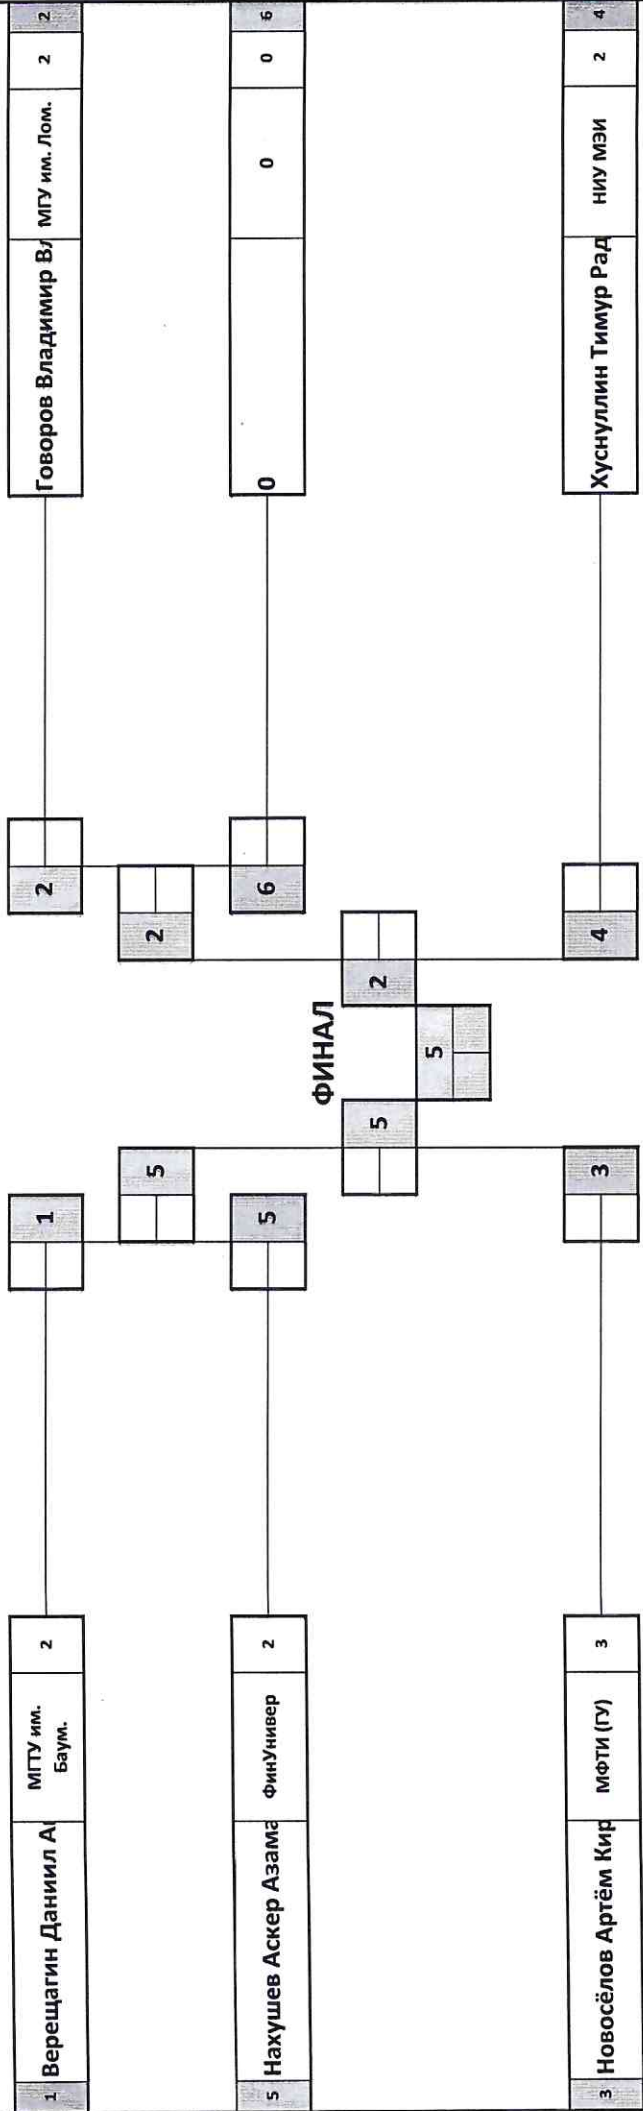 1 Верещагин Даниил А МГТУ им. Баум. 2 1 2 Говоров Владимир Вл МГУ им. Лом. 2 2
5 2
5 Нахушев Аскер Азама ФинУнивер 2 5 6 0 0 0 6
ФИНАЛ
5 2
5
3 Новосёлов Артём Кир МФТИ (ГУ) 3 3 4 Хуснуллин Тимур Рад НИУ МЭИ 2 4